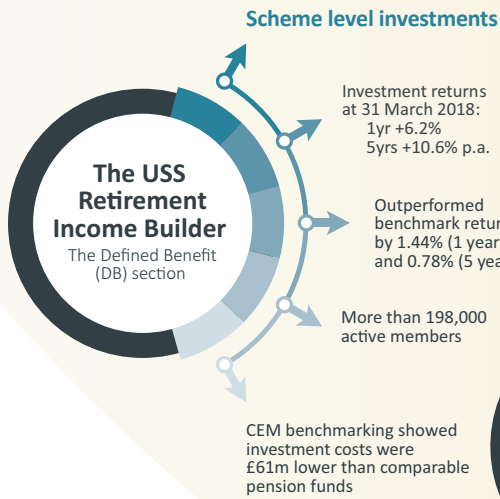 Scheme level investments
Investment returns
at 31 March 2018:
1yr +6.2%
5yrs +10.6% p.a.
The USS
Retirement
Income Builder
The Defined Benefit
(DB) section
Outperformed
benchmark
by 1.44% (1 year
and 0.78% (5
More than 198,000
active members
CEM benchmarking showed
investment costs were
£61m lower than comparable
pension funds